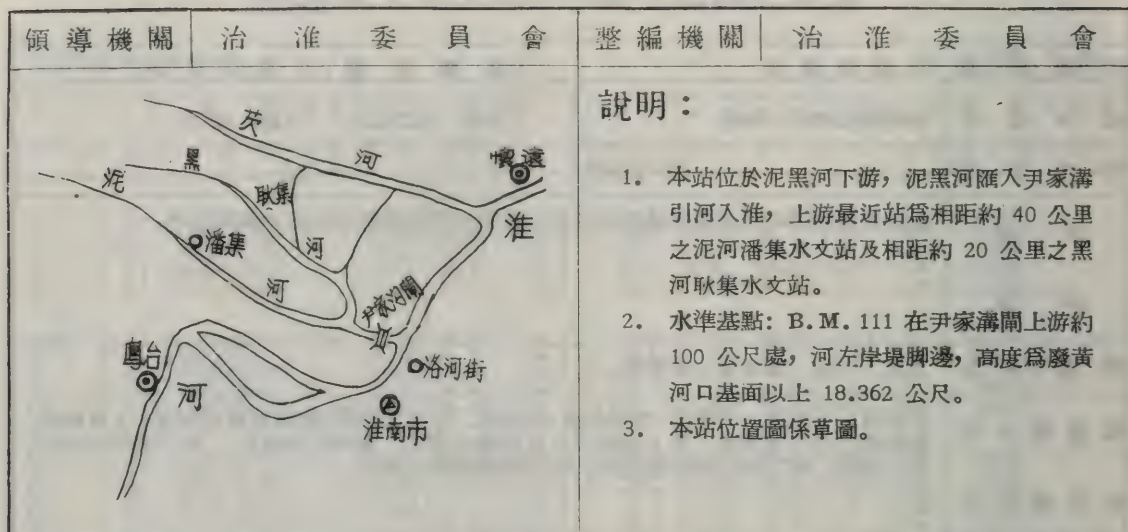 領導機關 治淮委員會 整編機關 治淮委員會
說明：
1. 本站位於泥黑河下游，泥黑河匯入尹家溝
引河入淮，上游最近站爲相距約 40 公里
之泥河潘集水文站及相距約 20 公里之黑
河耿集水文站。
2. 水準基點: B.M. 111 在尹家溝閘上游約
100 公尺處，河左岸堤脚邊，高度爲廢黃
河口基面以上 18.362 公尺。
3. 本站位置圖係草圖。
茨
河
黑
泥
耿集
懷遠
淮
潘集
河
河
尹家沟閘
鳳台
河
洛河街
淮南市